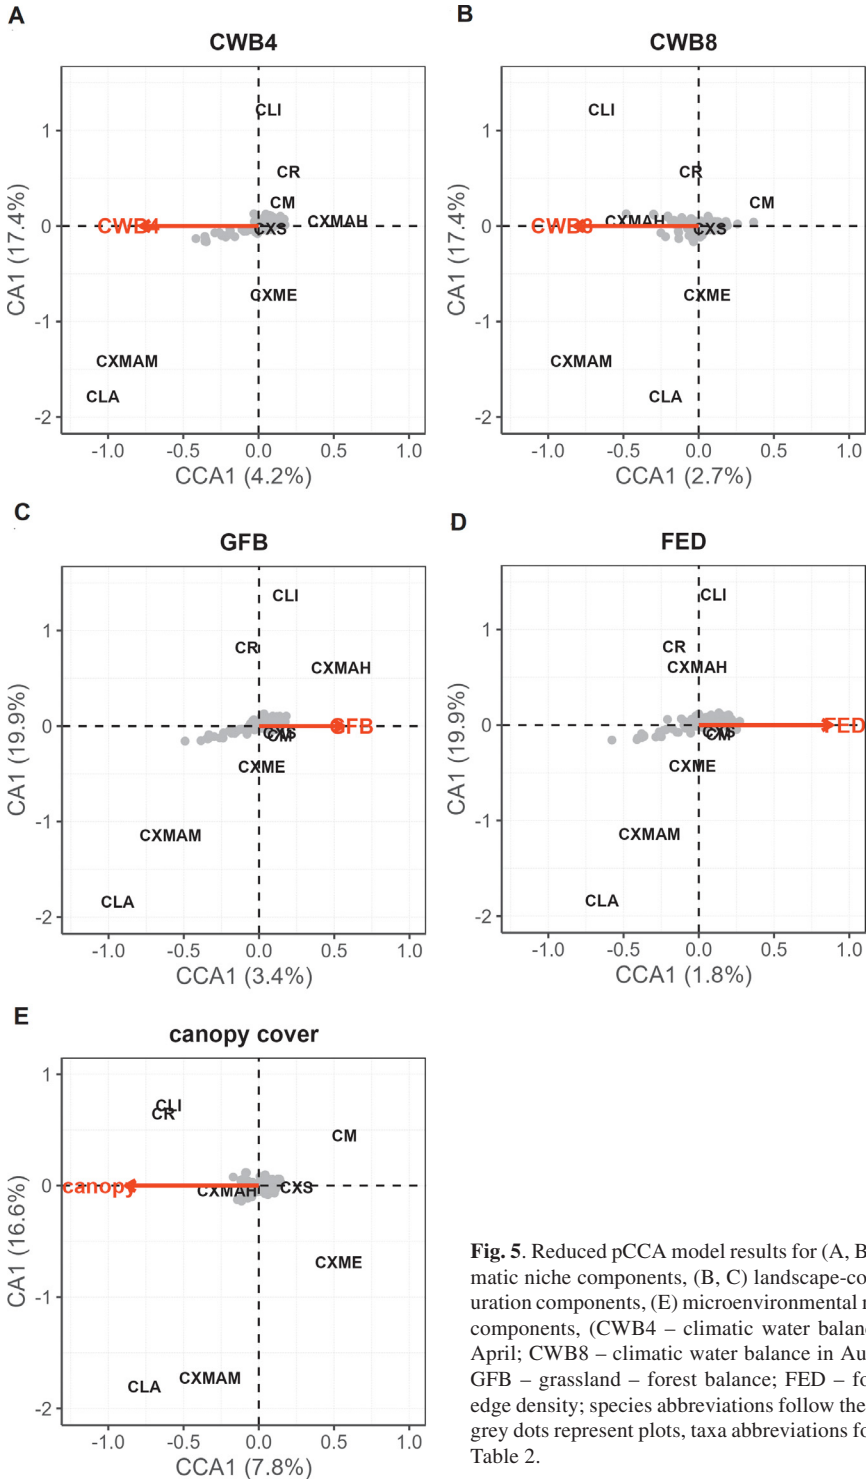 A
CWB4
CLI
CR
CM
CXMAH
CWB4
CXS
CXME
CXMAM
CLA
1
0
-1
-2
-1.0 -0.5 0.0 0.5 1.0
CA1 (17.4%)
CCA1 (4.2%)
B
CWB8
CLI
CR
CM
CXMAH
CWB8
CXS
CXME
CXMAM
CLA
1
0
-1
-2
-1.0 -0.5 0.0 0.5 1.0
CA1 (17.4%)
CCA1 (2.7%)
C
GFB
CLI
CR
CXMAH
GFB
CXS
CM
CXME
CXMAM
CLA
1
0
-1
-2
-1.0 -0.5 0.0 0.5 1.0
CA1 (19.9%)
CCA1 (3.4%)
D
FED
CLI
CR
CXMAH
FED
CXS
CM
CXME
CXMAM
CLA
1
0
-1
-2
-1.0 -0.5 0.0 0.5 1.0
CA1 (19.9%)
CCA1 (1.8%)
E
canopy cover
CLI
CR
CM
canopy
CXMAH
CXS
CXME
CXMAM
CLA
1
0
-1
-2
-1.0 -0.5 0.0 0.5 1.0
CA1 (16.6%)
CCA1 (7.8%)
Fig. 5. Reduced pCCA model results for (A, B
matic niche components, (B, C) landscape-co
uration components, (E) microenvironmental
components, (CWB4 – climatic water balan
April; CWB8 – climatic water balance in Au
GFB – grassland – forest balance; FED – fo
edge density; species abbreviations follow the
grey dots represent plots, taxa abbreviations fo
Table 2.